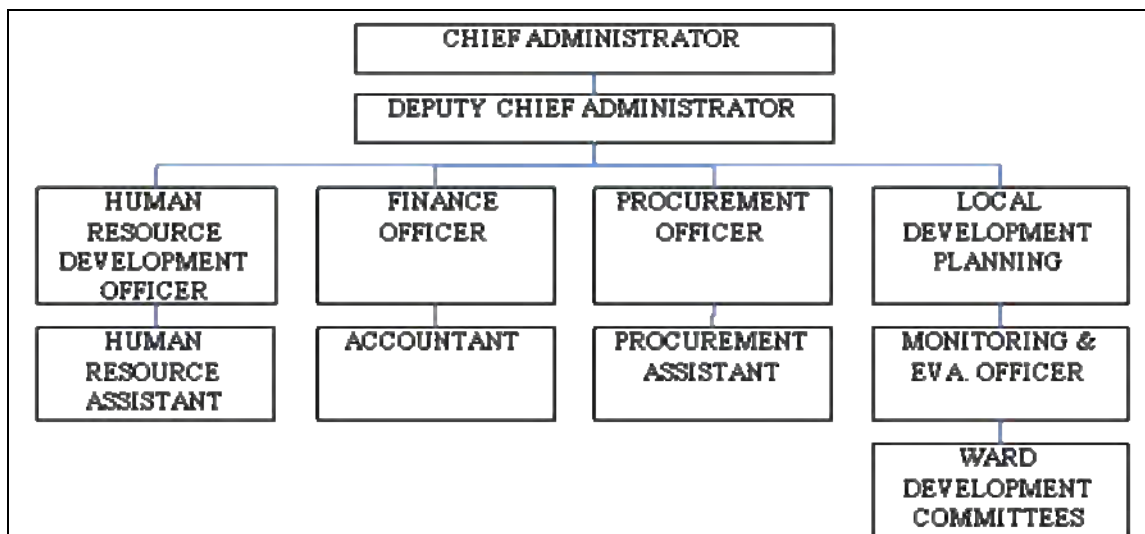 CHIEF ADMINISTRATOR
DEPUTY CHIEF ADMINISTRATOR
HUMAN
RESOURCE
DEVELOPMENT
OFFICER
FINANCE
OFFICER
PROCUREMENT
OFFICER
LOCAL
DEVELOPMENT
PLANNING
HUMAN
RESOURCE
ASSISTANT
ACCOUNTANT
PROCUREMENT
ASSISTANT
MONITORING &
EVA. OFFICER
WARD
DEVELOPMENT
COMMITTEES